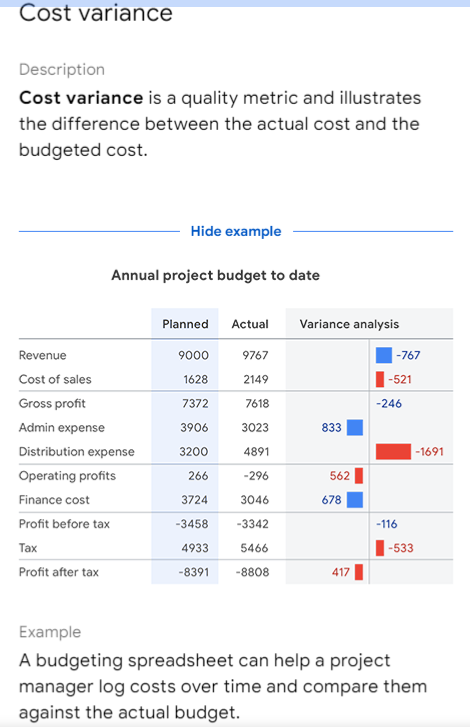 Cost variance
Description
Cost variance is a quality metric and illustrates
the difference between the actual cost and the
budgeted cost.
Hide example
Annual project budget to date
Planned Actual Variance analysis
Revenue 9000 9767 -767
Cost of sales 1628 2149 -521
Gross profit 7372 7618 -246
Admin expense 3906 3023 833
Distribution expense 3200 4891 -1691
Operating profits 266 -296 562
Finance cost 3724 3046 678
Profit before tax -3458 -3342 -116
Tax 4933 5466 -533
Profit after tax -8391 -8808 417
Example
A budgeting spreadsheet can help a project
manager log costs over time and compare them
against the actual budget.